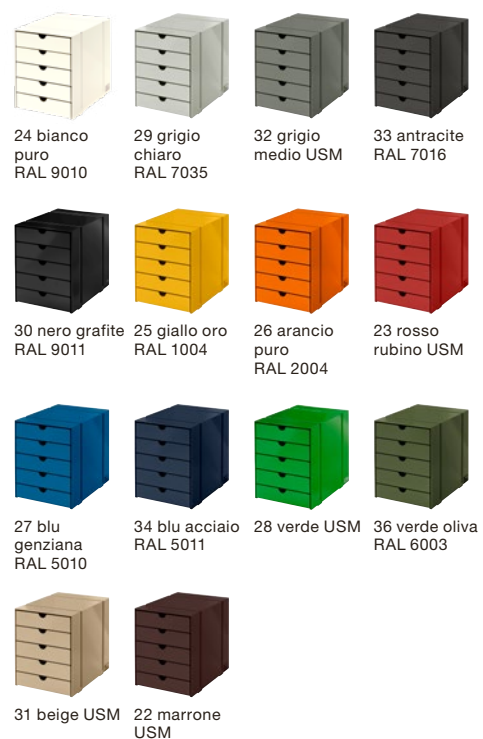 24 bianco
puro
RAL 9010
29 grigio
chiaro
RAL 7035
32 grigio
medio USM
33 antracite
RAL 7016
30 nero grafite
RAL 9011
25 giallo oro
RAL 1004
26 arancio
puro
RAL 2004
23 rosso
rubino USM
27 blu
genziana
RAL 5010
34 blu acciaio
RAL 5011
28 verde USM
36 verde oliva
RAL 6003
31 beige USM
22 marrone
USM